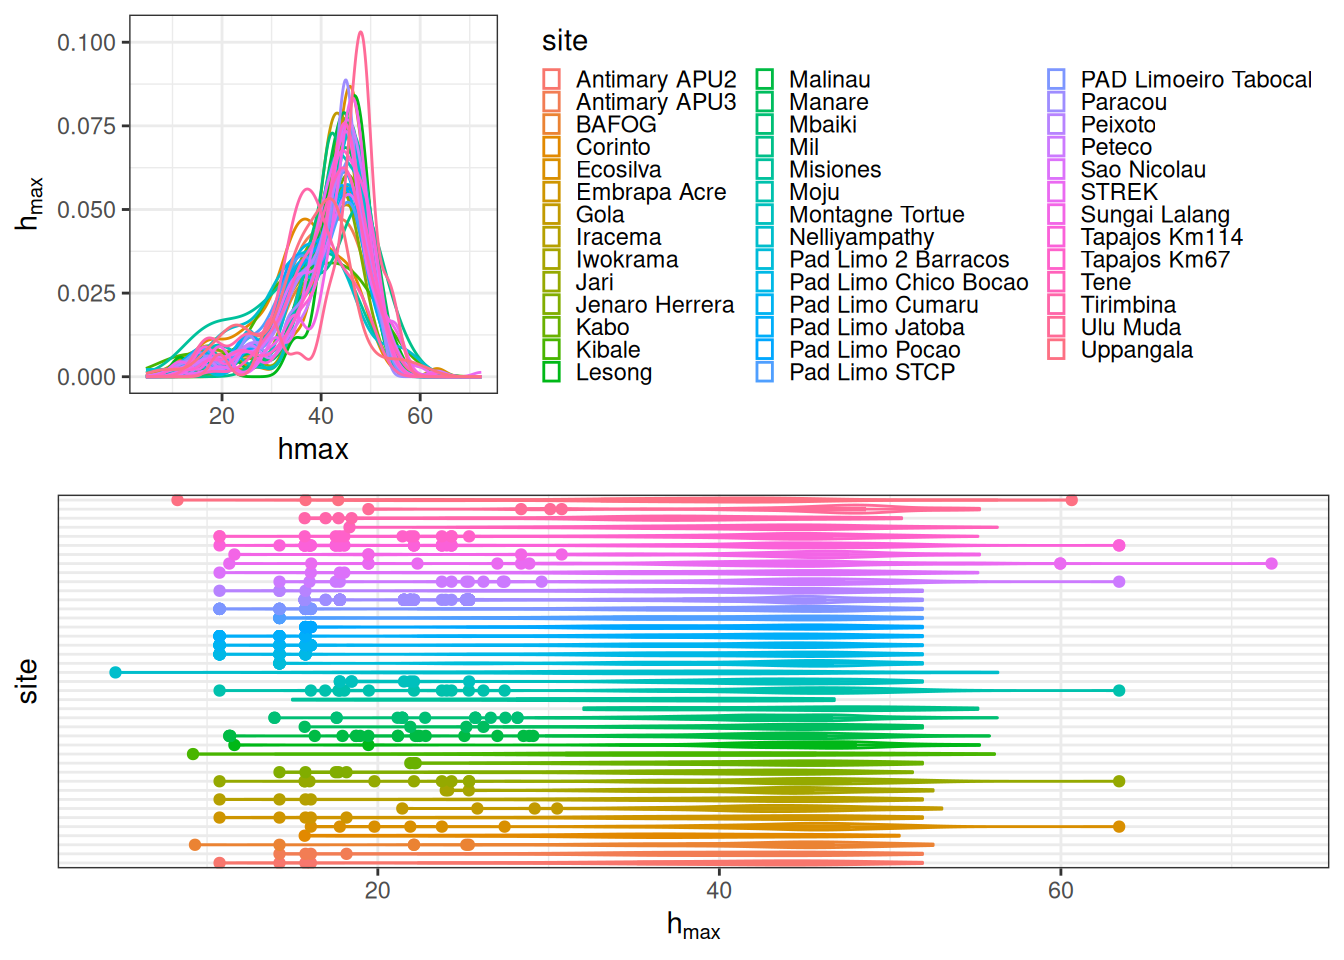 0.100
0.075
0.050
0.025
0.000
hmax
20 40 60
hmax
site
Antimary APU2
Antimary APU3
BAFOG
Corinto
Ecosilva
Embrapa Acre
Gola
Iracema
Iwokrama
Jari
Jenaro Herrera
Kabo
Kibale
Lesong
Malinau
Manare
Mbaiki
Mil
Misiones
Moju
Montagne Tortue
Nelliyampathy
Pad Limo 2 Barracos
Pad Limo Chico Bocao
Pad Limo Cumaru
Pad Limo Jatoba
Pad Limo Pocao
Pad Limo STCP
PAD Limoeiro Tabocal
Paracou
Peixoto
Peteco
Sao Nicolau
STREK
Sungai Lalang
Tapajos Km114
Tapajos Km67
Tene
Tirimbina
Ulu Muda
Uppangala
site
20 40 60
hmax